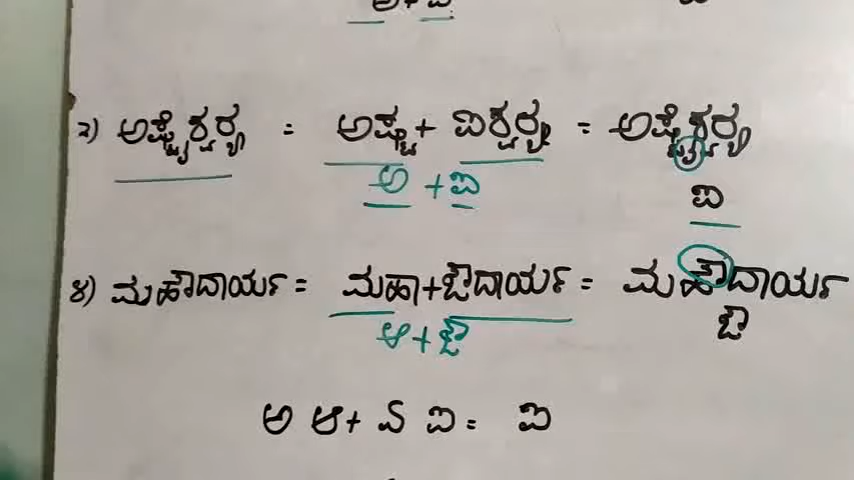 ೩) ಅಷ್ಟೈಶ್ವರ್ಯ = ಅಷ್ಟ + ಐಶ್ವರ್ಯ = ಅಷ್ಟೈಶ್ವರ್ಯ
ಅ + ಐ
ಐ
೪) ಮಹೌದಾರ್ಯ = ಮಹಾ + ಔದಾರ್ಯ = ಮಹೌದಾರ್ಯ
ಆ + ಔ
ಔ
ಅ ಆ + ಏ ಐ = ಐ